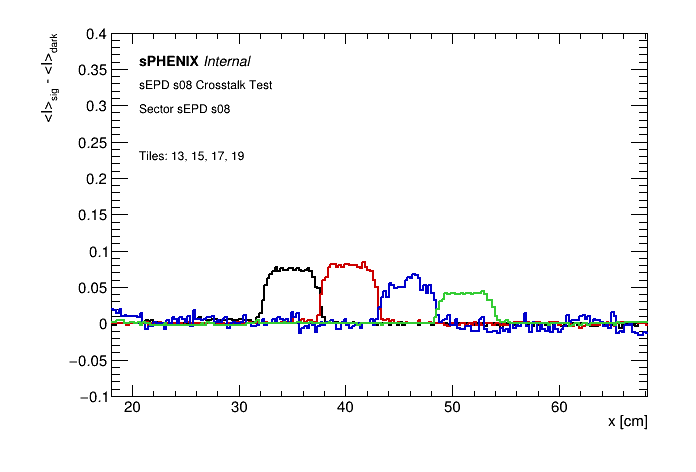 <I>sig - <I>dark
0.4
0.35
0.3
0.25
0.2
0.15
0.1
0.05
0
−0.05
−0.1
sPHENIX Internal
sEPD s08 Crosstalk Test
Sector sEPD s08
Tiles: 13, 15, 17, 19
20 30 40 50 60
x [cm]